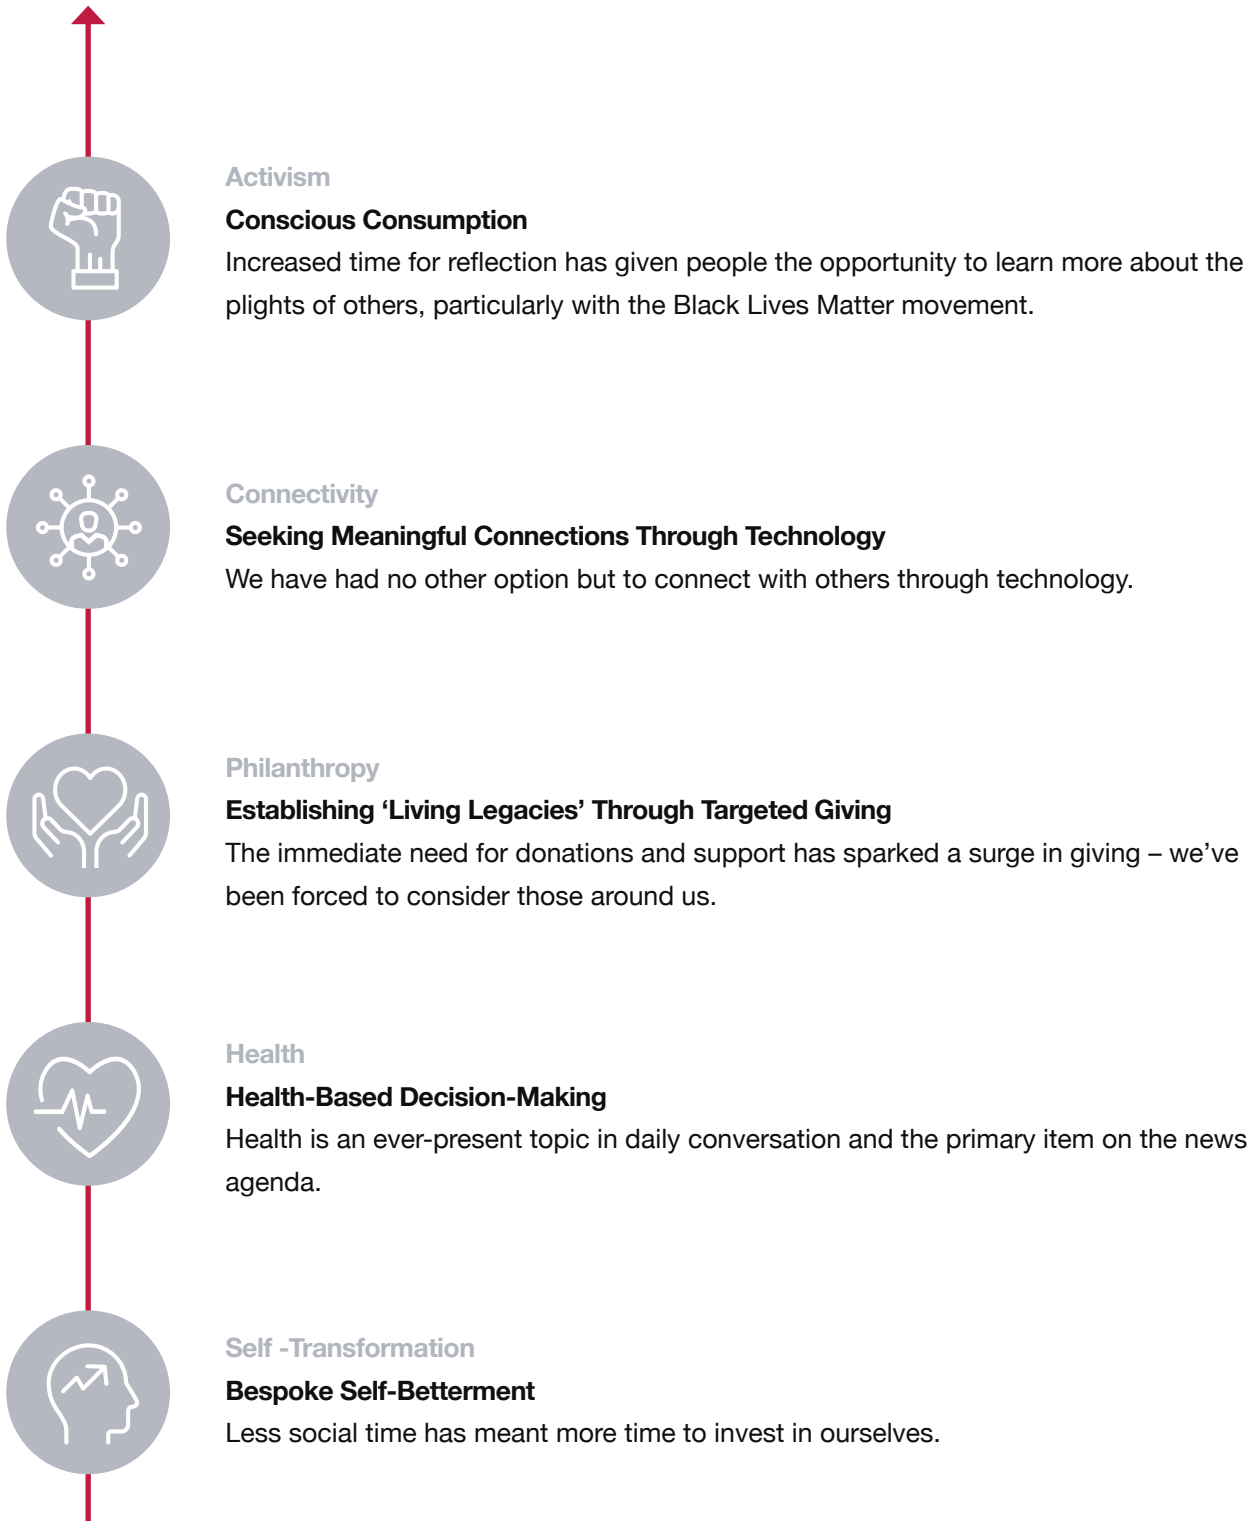 Activism
Conscious Consumption
Increased time for reflection has given people the opportunity to learn more about the
plights of others, particularly with the Black Lives Matter movement.
Connectivity
Seeking Meaningful Connections Through Technology
We have had no other option but to connect with others through technology.
Philanthropy
Establishing ‘Living Legacies’ Through Targeted Giving
The immediate need for donations and support has sparked a surge in giving – we’ve
been forced to consider those around us.
Health
Health-Based Decision-Making
Health is an ever-present topic in daily conversation and the primary item on the news
agenda.
Self -Transformation
Bespoke Self-Betterment
Less social time has meant more time to invest in ourselves.